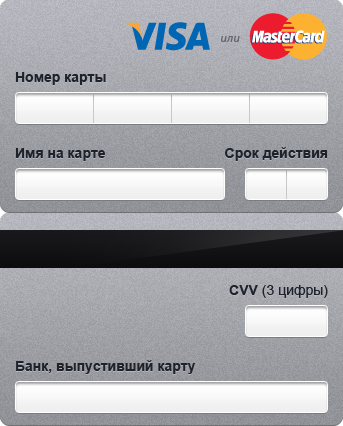 VISA или MasterCard
Номер карты
Имя на карте Срок действия
CVV (3 цифры)
Банк, выпустивший карту